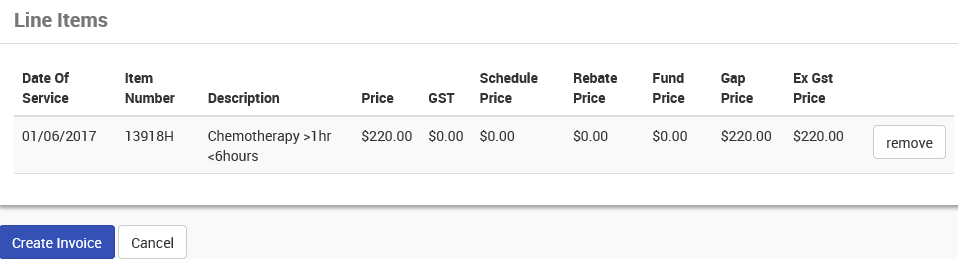 Line Items
Date Of Item Schedule Rebate Fund Gap Ex Gst
Service Number Description Price GST Price Price Price Price Price
01/06/2017 13918H Chemotherapy >1hr $220.00 $0.00 $0.00 $0.00 $0.00 $220.00 $220.00 remove
<6hours
Create Invoice Cancel